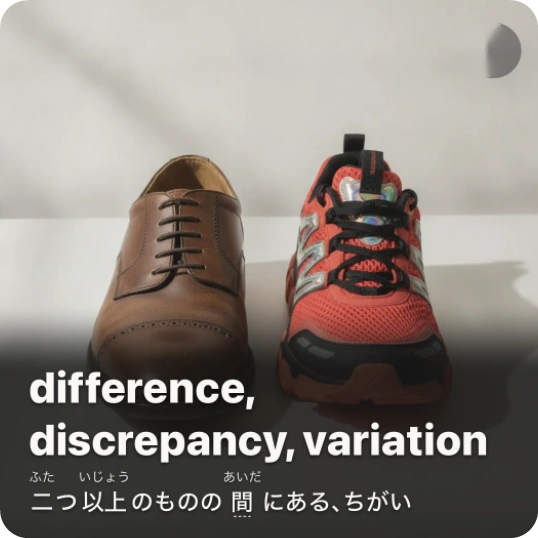 difference,
discrepancy, variation
ふた いじょう あいだ
二つ以上のものの間にある、ちがい